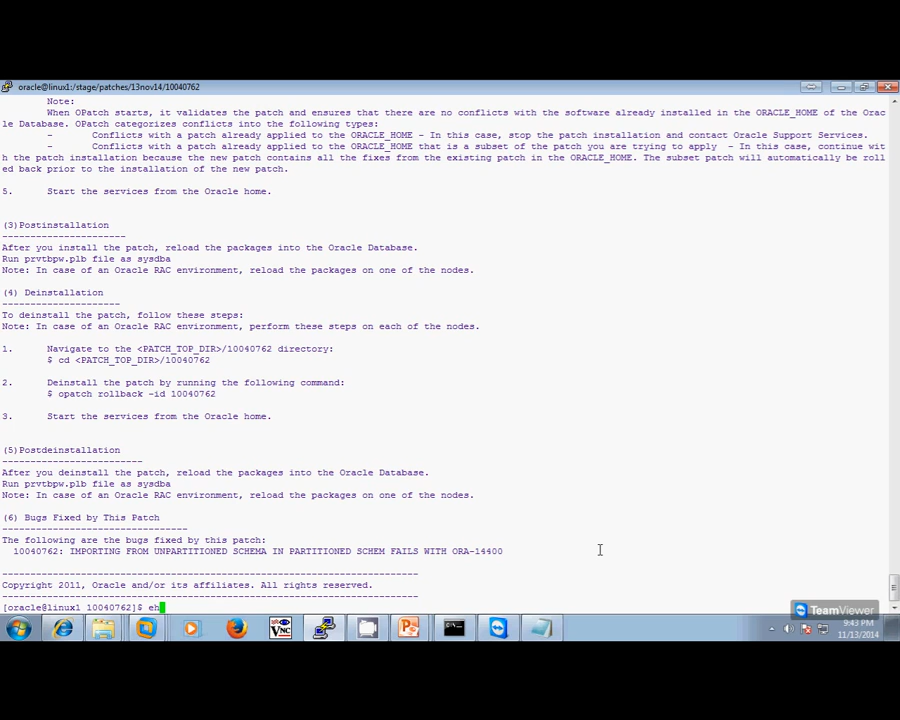 oracle@linux1:/stage/patches/13nov14/10040762
Note:
When OPatch starts, it validates the patch and ensures that there are no conflicts with the software already installed in the ORACLE_HOME of the Orac
le Database. OPatch categorizes conflicts into the following types:
- Conflicts with a patch already applied to the ORACLE_HOME - In this case, stop the patch installation and contact Oracle Support Services.
- Conflicts with a patch already applied to the ORACLE_HOME that is a subset of the patch you are trying to apply - In this case, continue wit
h the patch installation because the new patch contains all the fixes from the existing patch in the ORACLE_HOME. The subset patch will automatically be roll
ed back prior to the installation of the new patch.
5. Start the services from the Oracle home.
(3)Postinstallation
----------------------
After you install the patch, reload the packages into the Oracle Database.
Run prvtbpw.plb file as sysdba
Note: In case of an Oracle RAC environment, reload the packages on one of the nodes.
(4) Deinstallation
---------------------
To deinstall the patch, follow these steps:
Note: In case of an Oracle RAC environment, perform these steps on each of the nodes.
1. Navigate to the <PATCH_TOP_DIR>/10040762 directory:
$ cd <PATCH_TOP_DIR>/10040762
2. Deinstall the patch by running the following command:
$ opatch rollback -id 10040762
3. Start the services from the Oracle home.
(5)Postdeinstallation
-------------------------
After you deinstall the patch, reload the packages into the Oracle Database.
Run prvtbpw.plb file as sysdba
Note: In case of an Oracle RAC environment, reload the packages on one of the nodes.
(6) Bugs Fixed by This Patch
---------------------------------
The following are the bugs fixed by this patch:
10040762: IMPORTING FROM UNPARTITIONED SCHEMA IN PARTITIONED SCHEM FAILS WITH ORA-14400
--------------------------------------------------------------------------
Copyright 2011, Oracle and/or its affiliates. All rights reserved.
--------------------------------------------------------------------------
[oracle@linux1 10040762]$ eh
TeamViewer
VNC
9:43 PM
11/13/2014